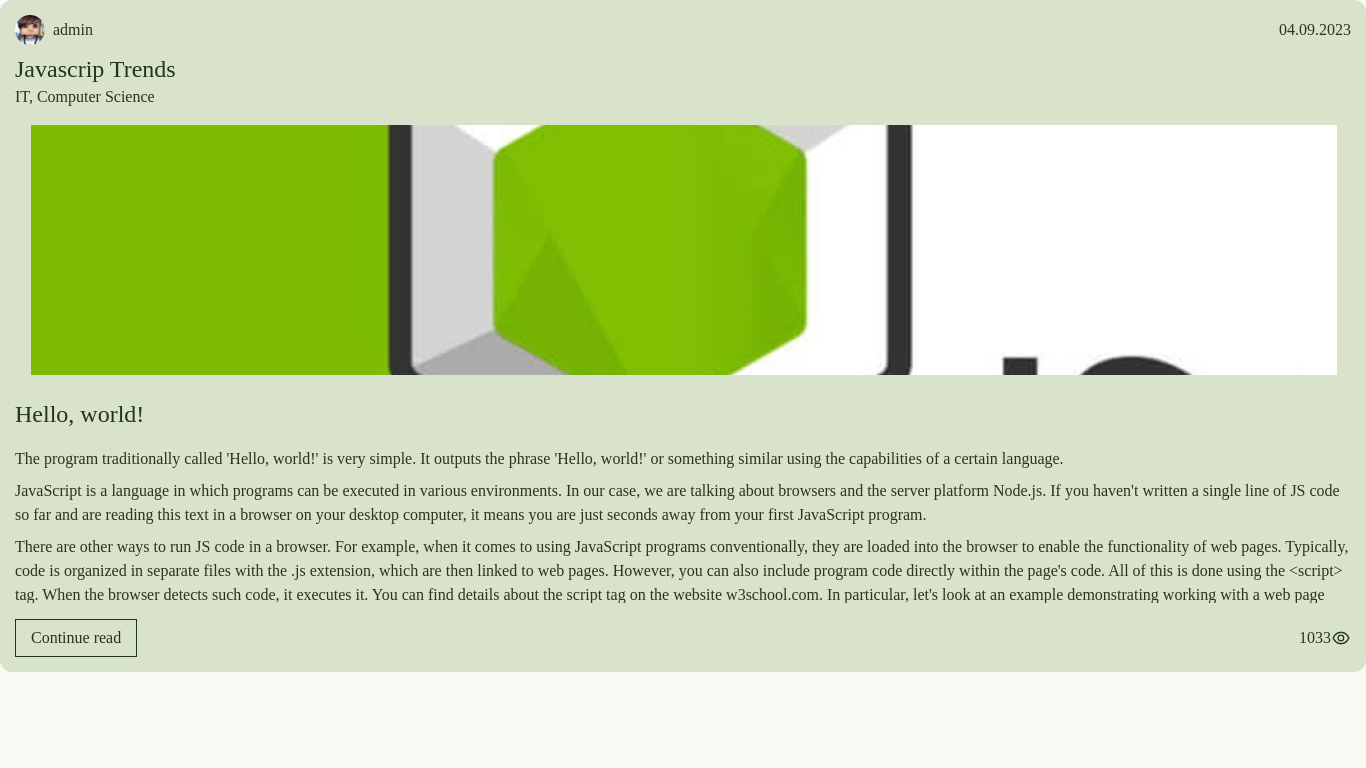 admin
04.09.2023
Javascrip Trends
IT, Computer Science
Hello, world!
The program traditionally called 'Hello, world!' is very simple. It outputs the phrase 'Hello, world!' or something similar using the capabilities of a certain language.
JavaScript is a language in which programs can be executed in various environments. In our case, we are talking about browsers and the server platform Node.js. If you haven't written a single line of JS code
so far and are reading this text in a browser on your desktop computer, it means you are just seconds away from your first JavaScript program.
There are other ways to run JS code in a browser. For example, when it comes to using JavaScript programs conventionally, they are loaded into the browser to enable the functionality of web pages. Typically,
code is organized in separate files with the .js extension, which are then linked to web pages. However, you can also include program code directly within the page's code. All of this is done using the <script>
tag. When the browser detects such code, it executes it. You can find details about the script tag on the website w3school.com. In particular, let's look at an example demonstrating working with a web page
Continue read
1033